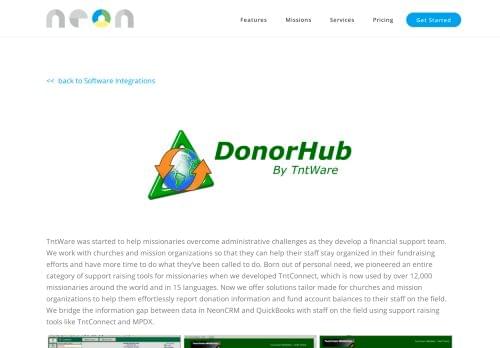 neon
Features Missions Services Pricing Get Started
<< back to Software Integrations
DonorHub
By TntWare
TntWare was started to help missionaries overcome administrative challenges as they develop a financial support team.
We work with churches and mission organizations so that they can help their staff stay organized in their fundraising
efforts and have more time to do what they've been called to do. Born out of personal need, we pioneered an entire
category of support raising tools for missionaries when we developed TntConnect, which is now used by over 12,000
missionaries around the world and in 15 languages. Now we offer solutions tailor made for churches and mission
organizations to help them effortlessly report donation information and fund account balances to their staff on the field.
We bridge the information gap between data in NeonCRM and QuickBooks with staff on the field using support raising
tools like TntConnect and MPDX.